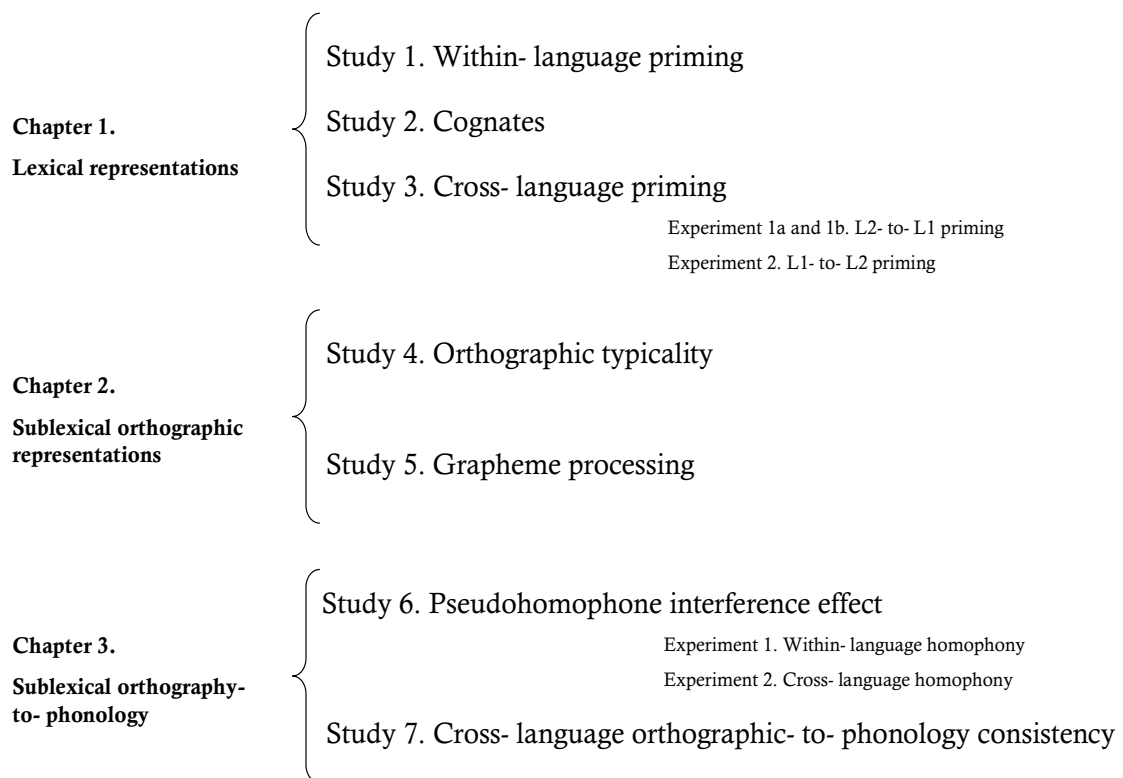 Chapter 1.
Lexical representations
Study 1. Within- language priming
Study 2. Cognates
Study 3. Cross- language priming
Experiment 1a and 1b. L2- to- L1 priming
Experiment 2. L1- to- L2 priming
Chapter 2.
Sublexical orthographic
representations
Study 4. Orthographic typicality
Study 5. Grapheme processing
Chapter 3.
Sublexical orthography-
to- phonology
Study 6. Pseudohomophone interference effect
Experiment 1. Within- language homophony
Experiment 2. Cross- language homophony
Study 7. Cross- language orthographic- to- phonology consistency